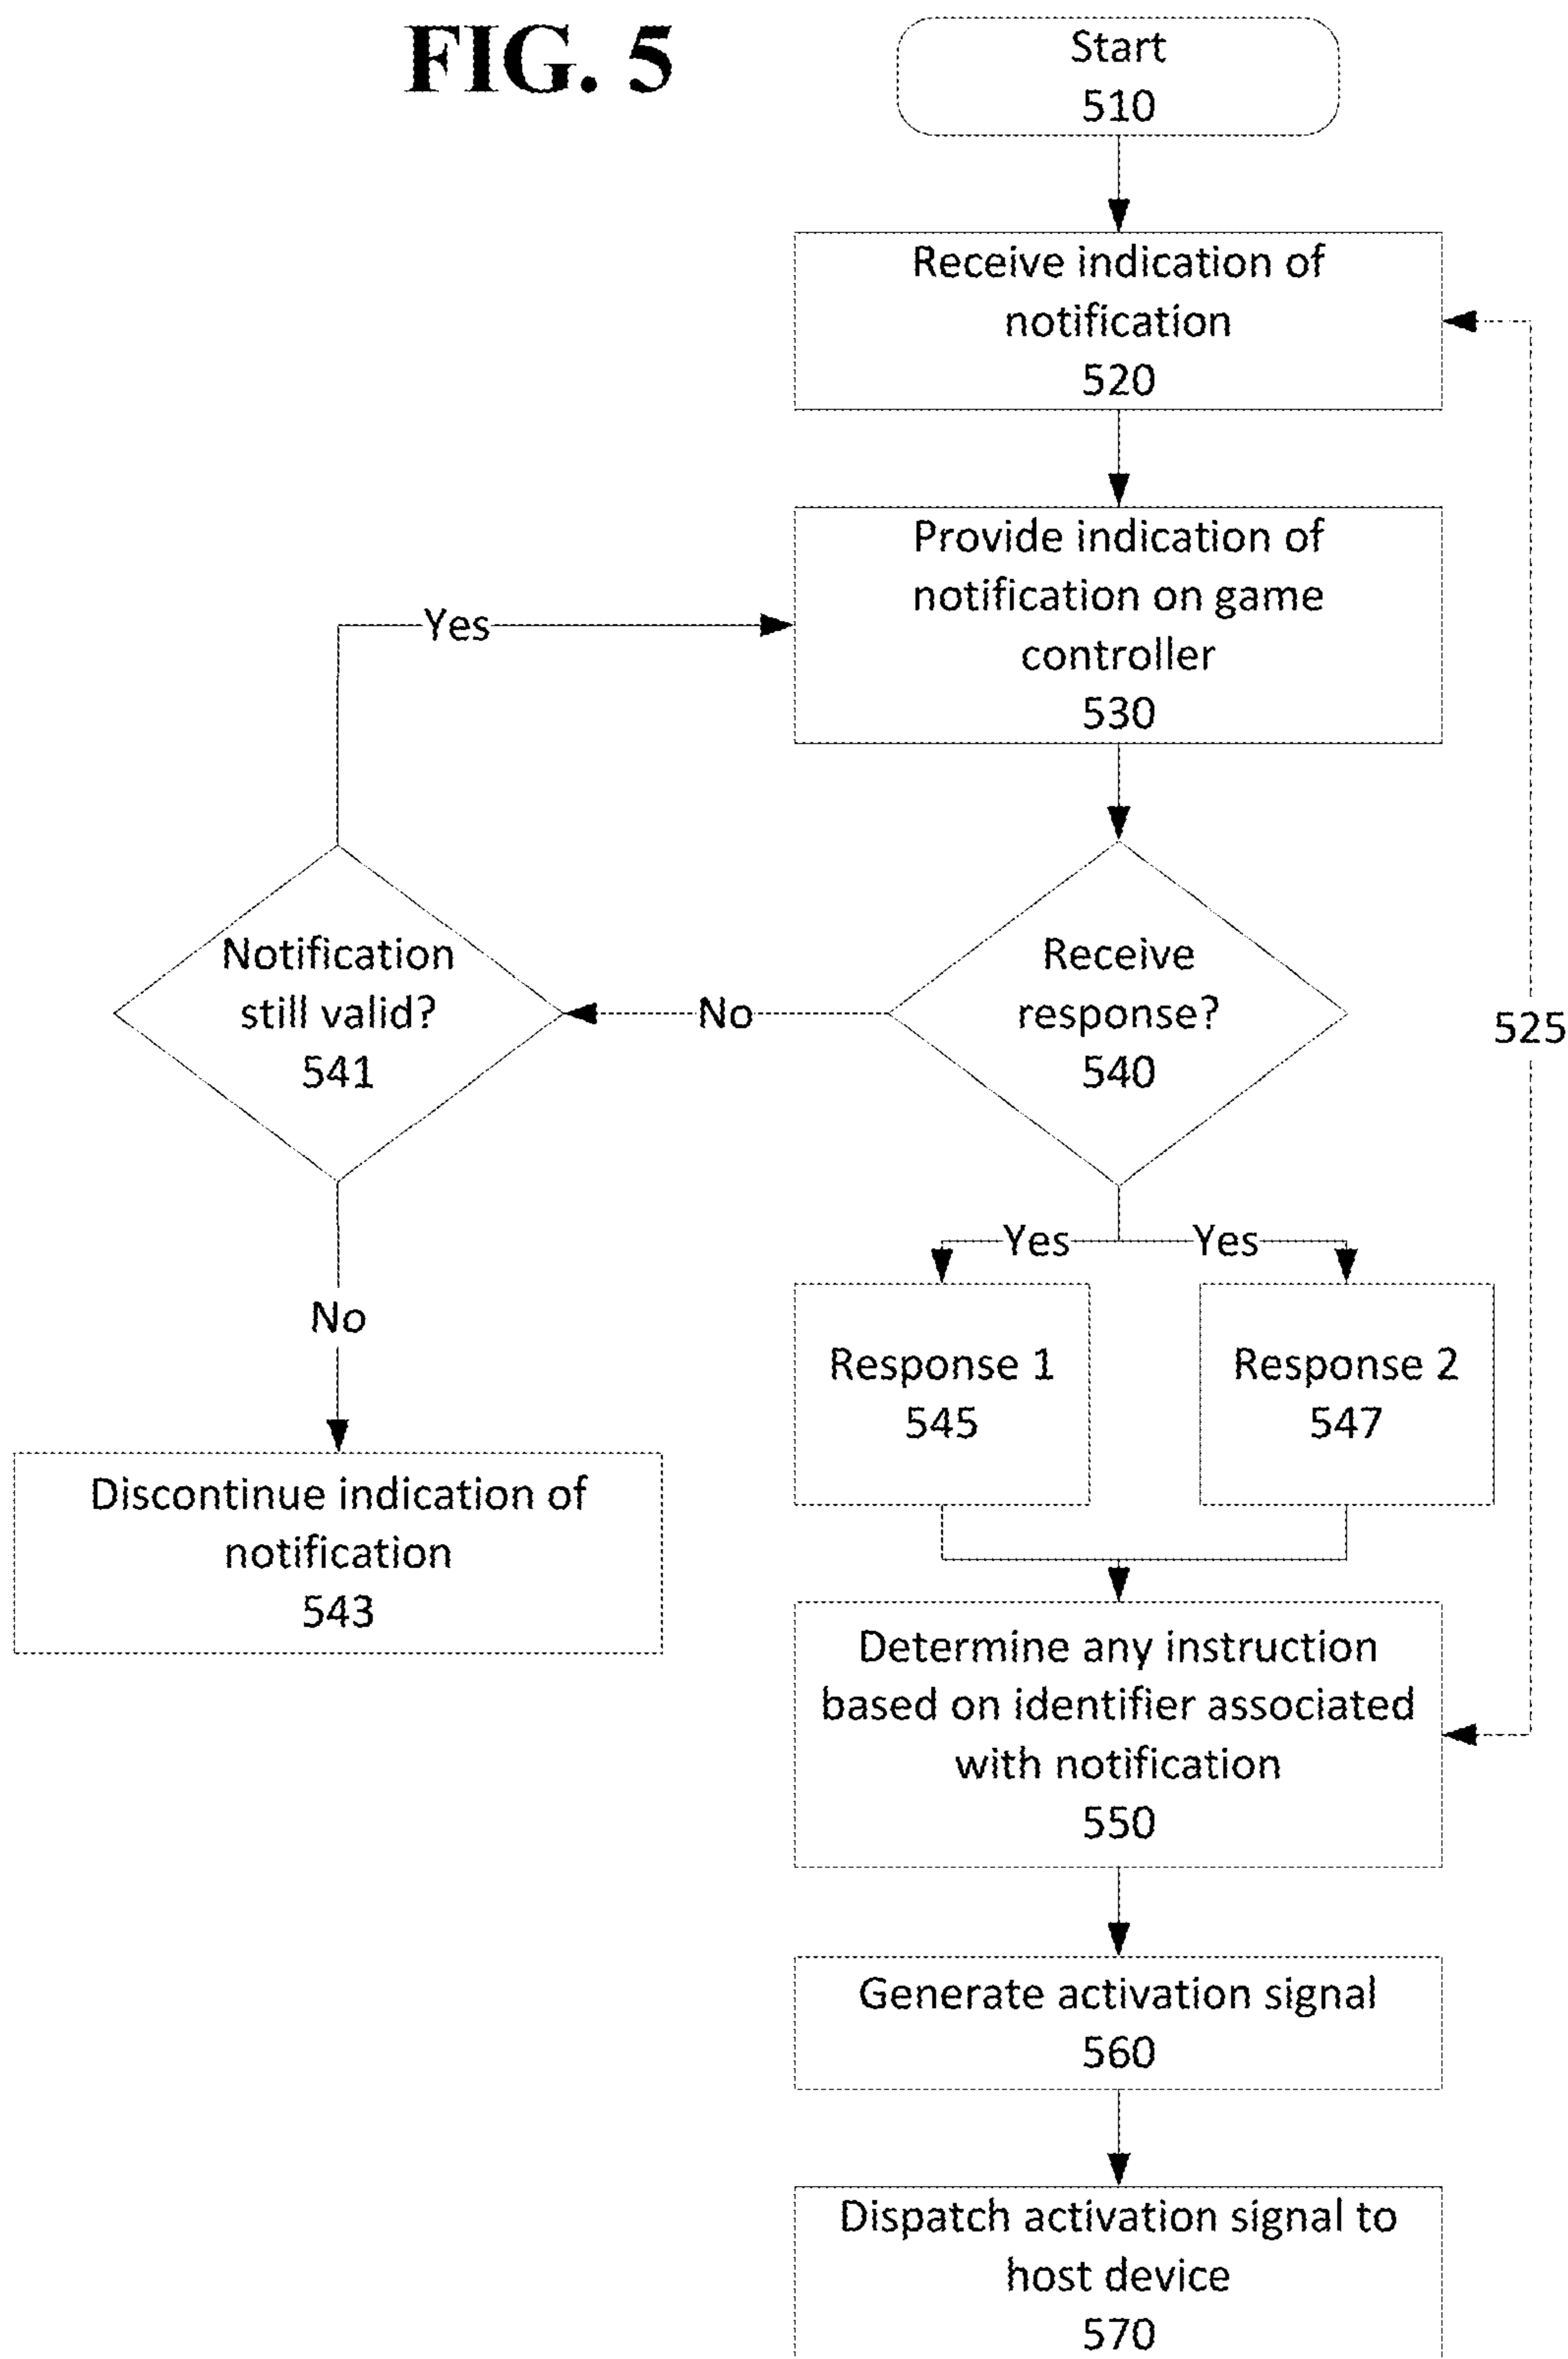 FIG. 5
Start
510
Receive indication of
notification
520
Provide indication of
notification on game
controller
530
Yes
Notification
still valid?
541
No
Receive
response?
540
525
Yes
Yes
No
Response 1
545
Response 2
547
Discontinue indication of
notification
543
Determine any instruction
based on identifier associated
with notification
550
Generate activation signal
560
Dispatch activation signal to
host device
570